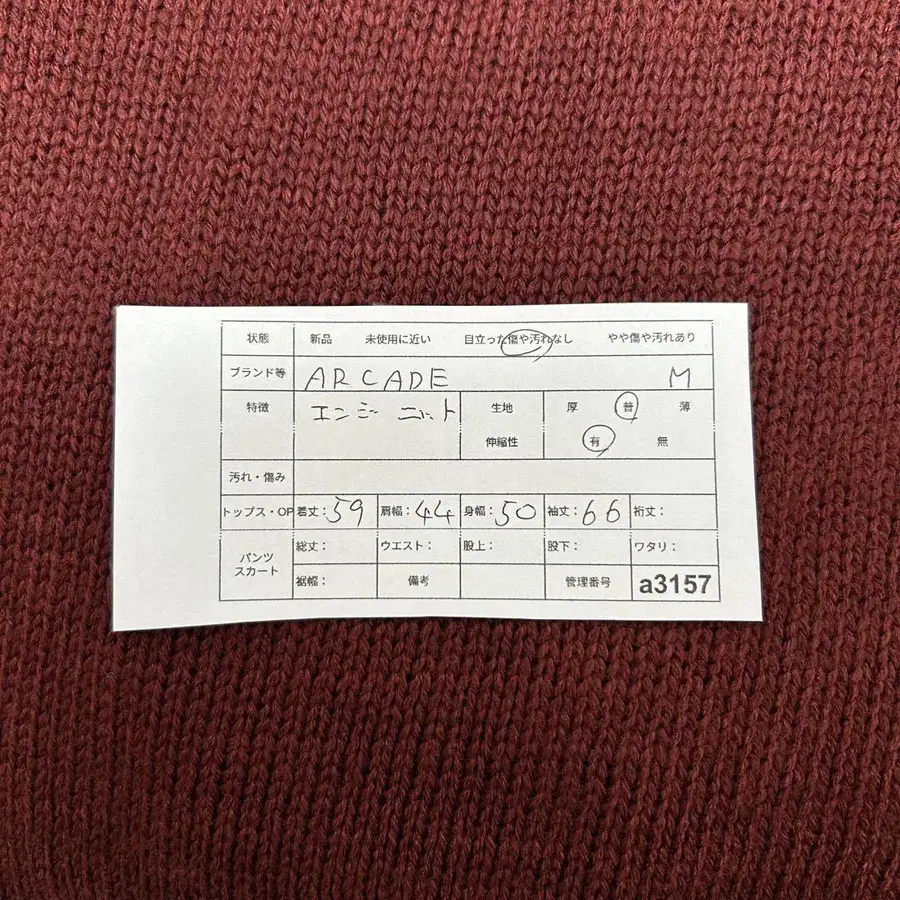 状態 新品 未使用に近い 目立った傷や汚れなし やや傷や汚れあり
ブランド等 ARCADE M
特徴 エンジ ニット 生地 厚 普 薄
伸縮性 有 無
汚れ・傷み
トップス・OP 着丈：59 肩幅：44 身幅：50 袖丈：66 裄丈：
パンツ スカート 総丈： ウエスト： 股上： 股下： ワタリ：
裾幅： 備考 管理番号 a3157